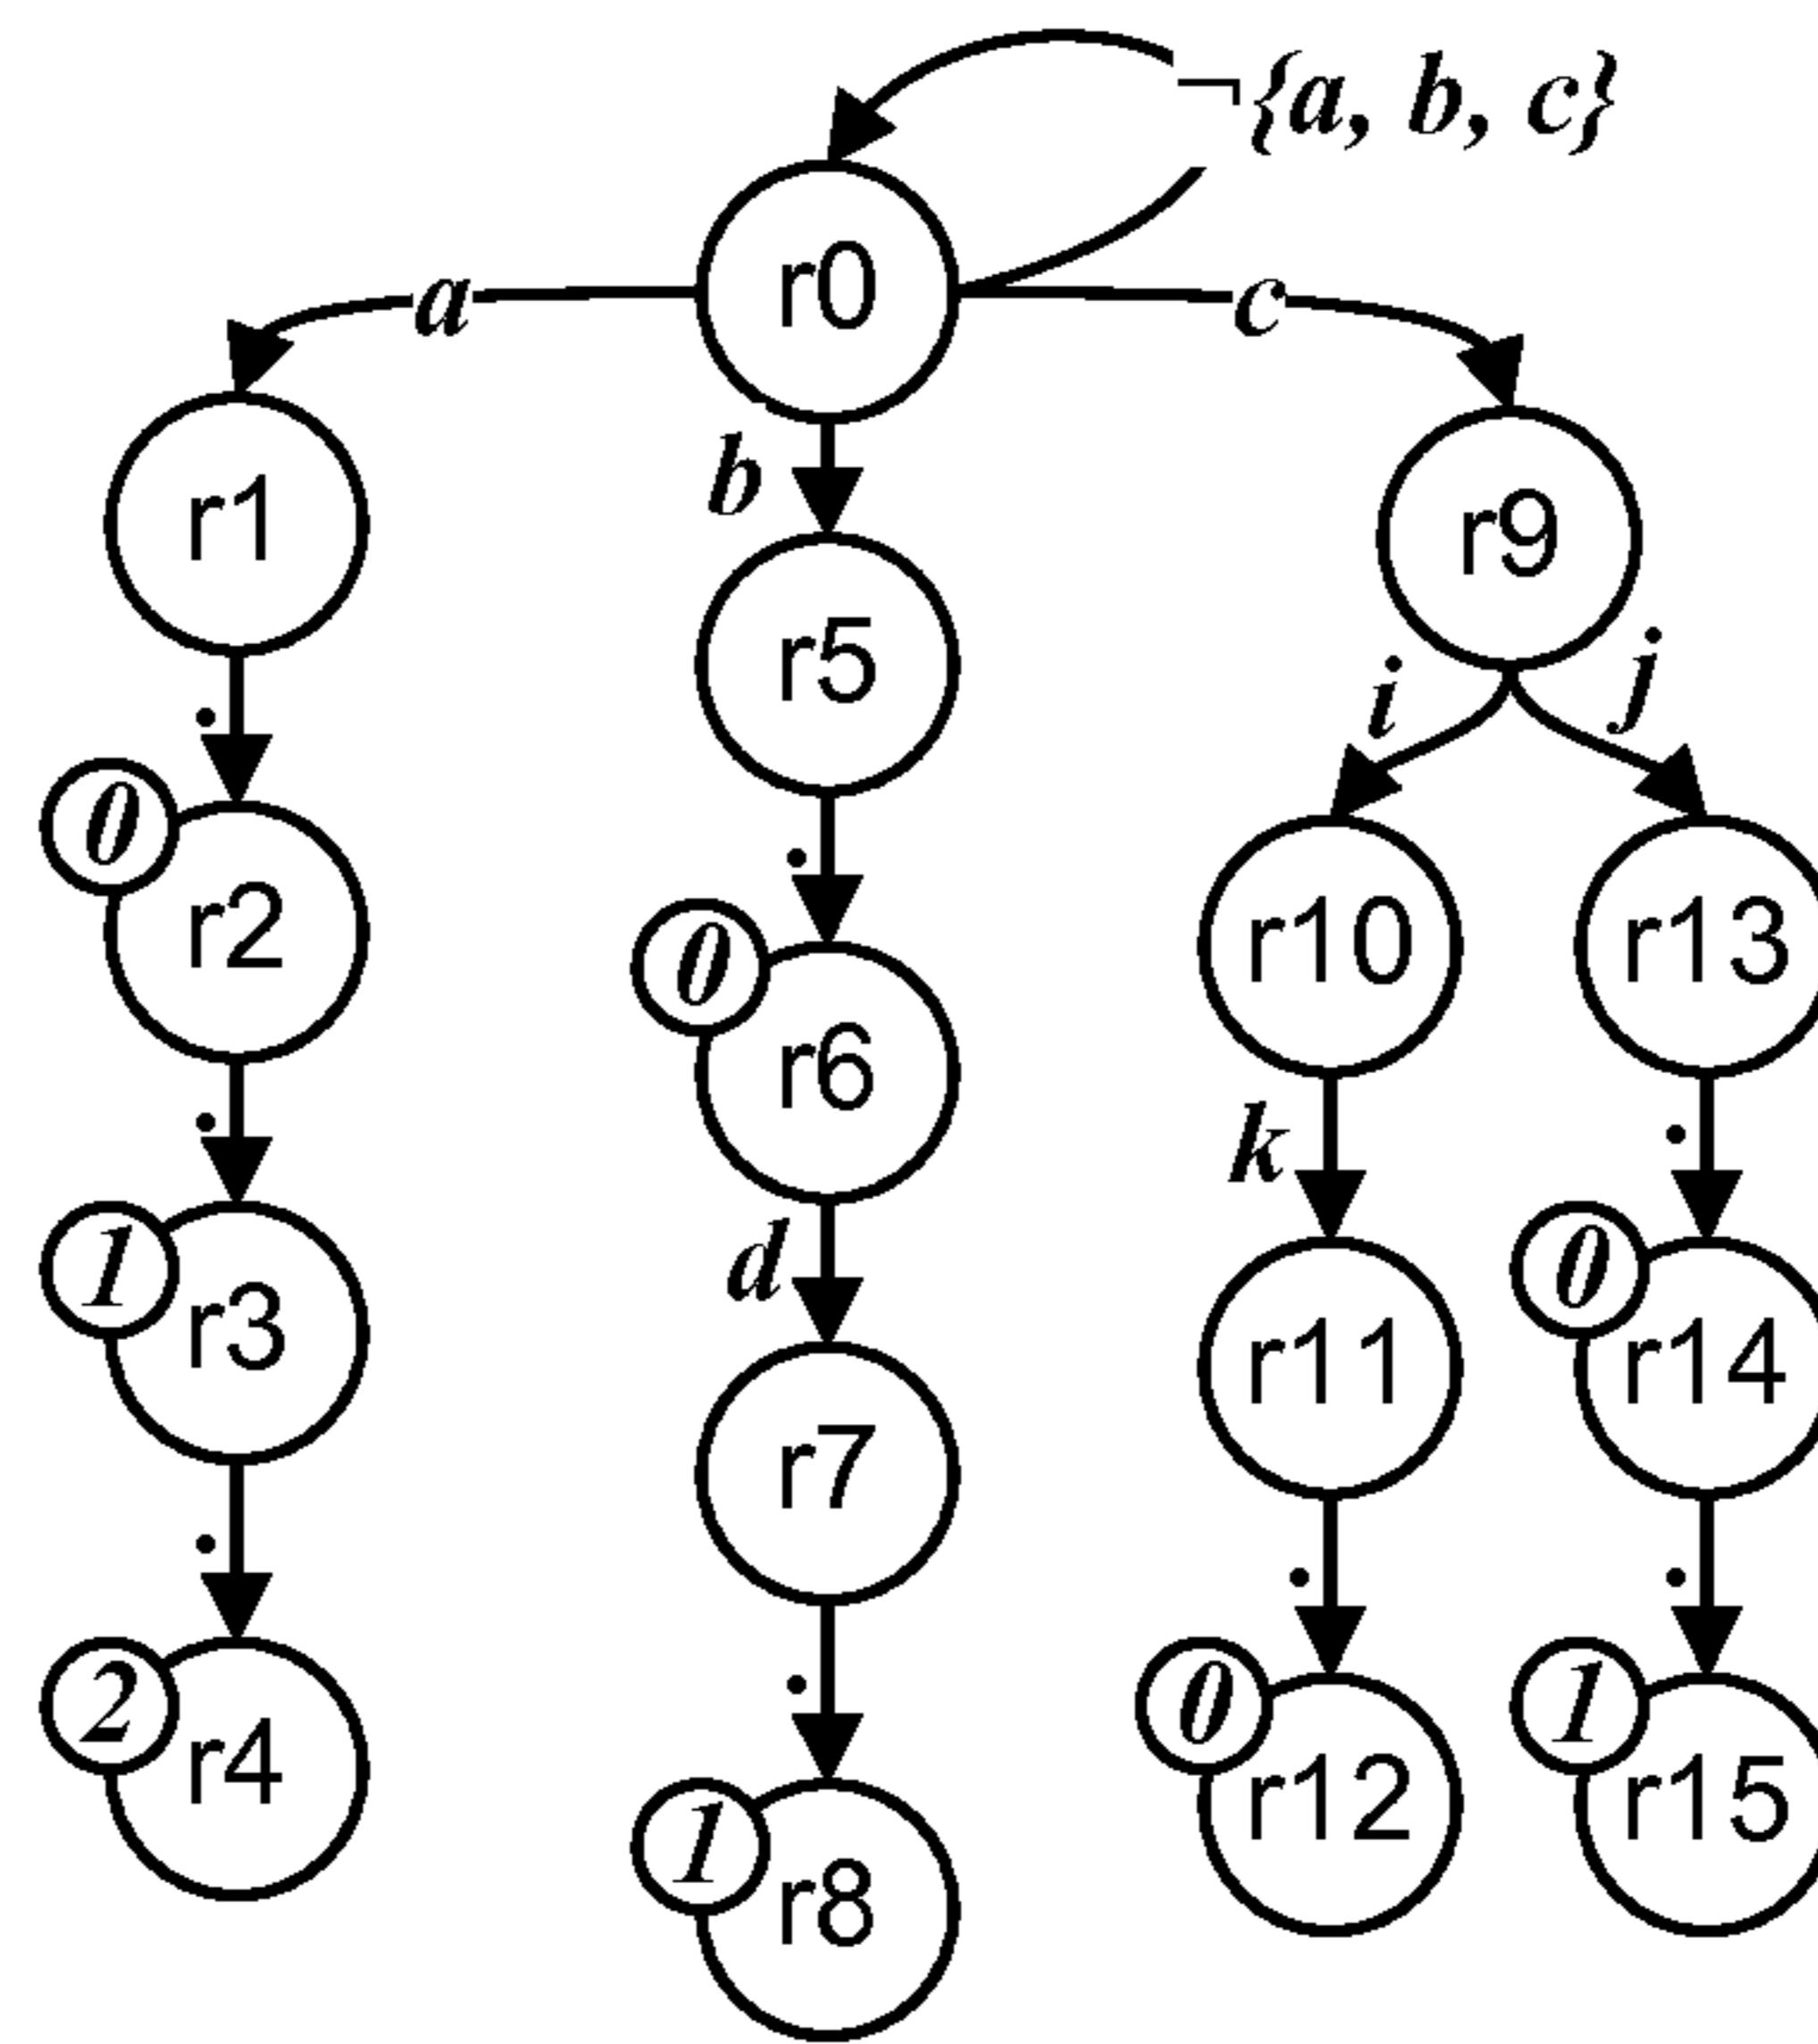 ¬{a, b, c}
r0
a
c
b
r1
r9
r5
i
j
.
0
r2
.
0
r6
r10
r13
.
k
.
d
1
r3
0
r14
r11
r7
.
.
.
.
2
r4
0
r12
1
r15
1
r8